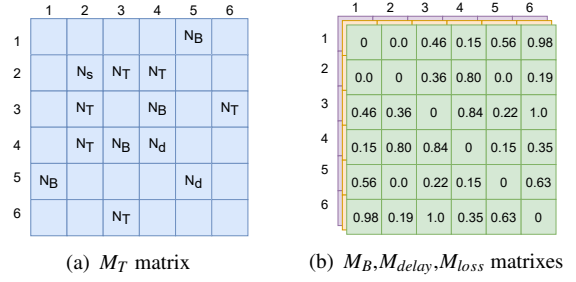 1 2 3 4 5 6
1 N_B
2 N_s N_T N_T
3 N_T N_B N_T
4 N_T N_B N_d
5 N_B N_d
6 N_T
(a) M_T matrix
1 2 3 4 5 6
1 0 0.0 0.46 0.15 0.56 0.98
2 0.0 0 0.36 0.80 0.0 0.19
3 0.46 0.36 0 0.84 0.22 1.0
4 0.15 0.80 0.84 0 0.15 0.35
5 0.56 0.0 0.22 0.15 0 0.63
6 0.98 0.19 1.0 0.35 0.63 0
(b) M_B,M_delay,M_loss matrixes